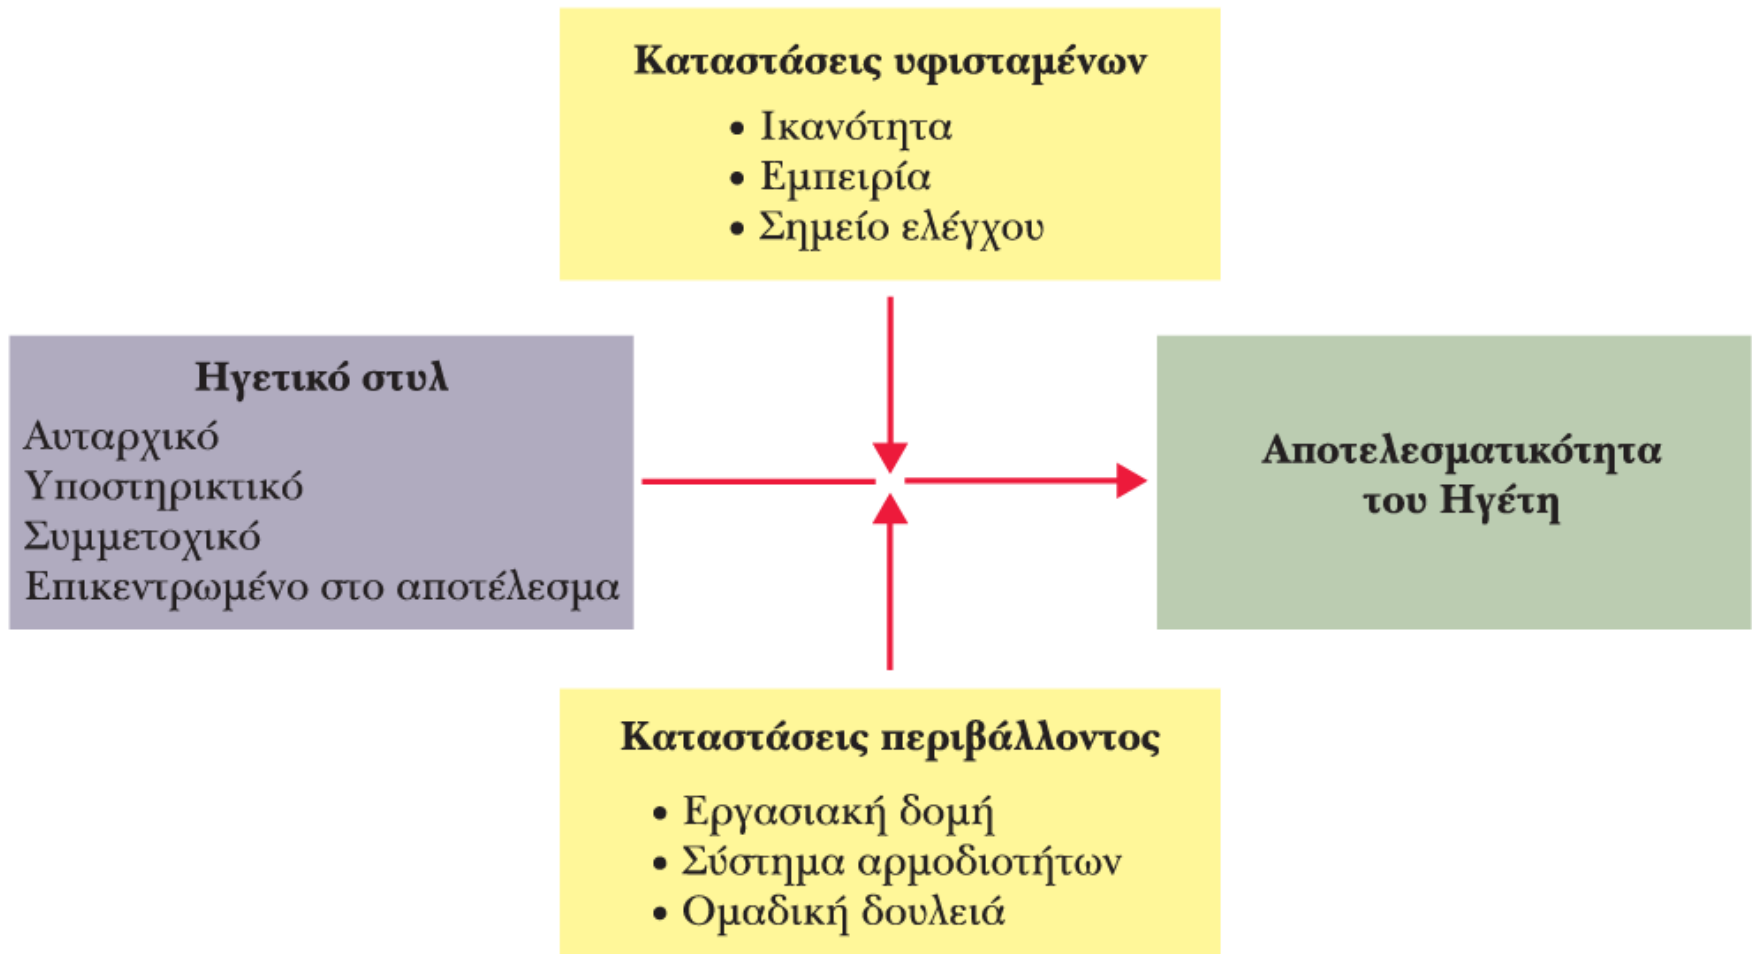 Καταστάσεις υφισταμένων
• Ικανότητα
• Εμπειρία
• Σημείο ελέγχου
Ηγετικό στυλ
Αυταρχικό
Υποστηρικτικό
Συμμετοχικό
Επικεντρωμένο στο αποτέλεσμα
Αποτελεσματικότητα
του Ηγέτη
Καταστάσεις περιβάλλοντος
• Εργασιακή δομή
• Σύστημα αρμοδιοτήτων
• Ομαδική δουλειά